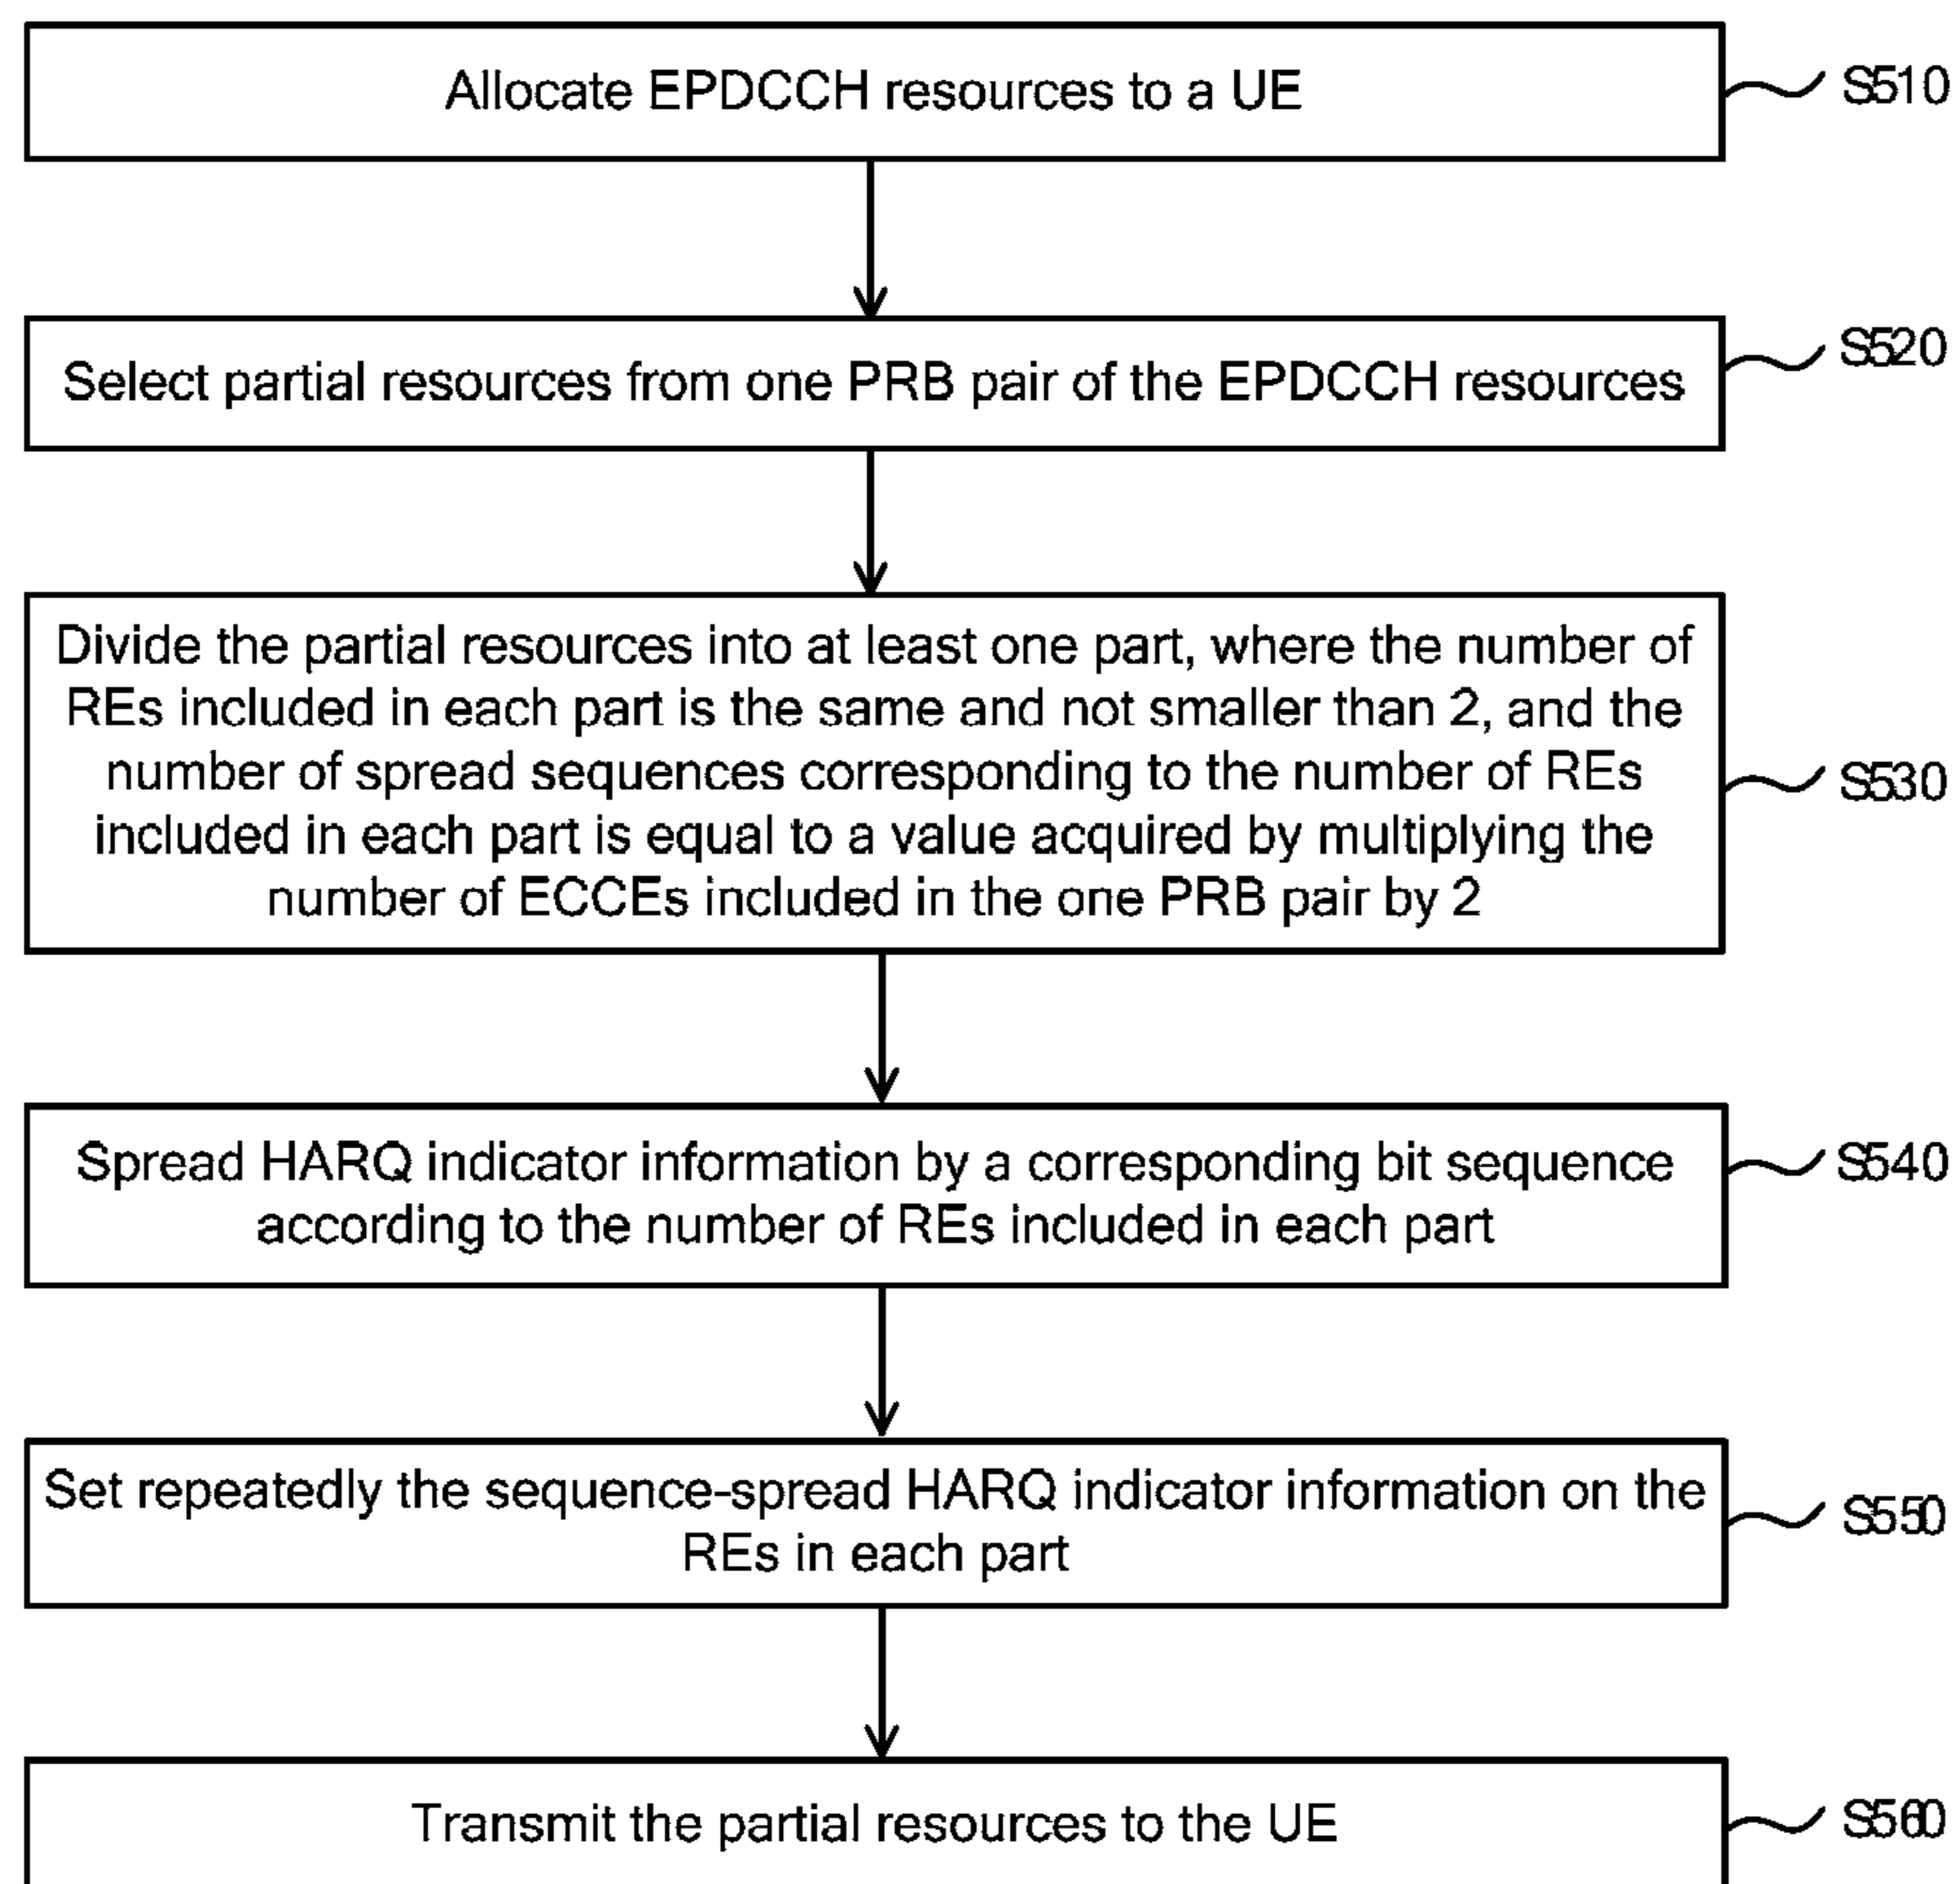 Allocate EPDCCH resources to a UE
S510
Select partial resources from one PRB pair of the EPDCCH resources
S520
Divide the partial resources into at least one part, where the number of
REs included in each part is the same and not smaller than 2, and the
number of spread sequences corresponding to the number of REs
included in each part is equal to a value acquired by multiplying the
number of ECCEs included in the one PRB pair by 2
S530
Spread HARQ indicator information by a corresponding bit sequence
according to the number of REs included in each part
S540
Set repeatedly the sequence-spread HARQ indicator information on the
REs in each part
S550
Transmit the partial resources to the UE
S560